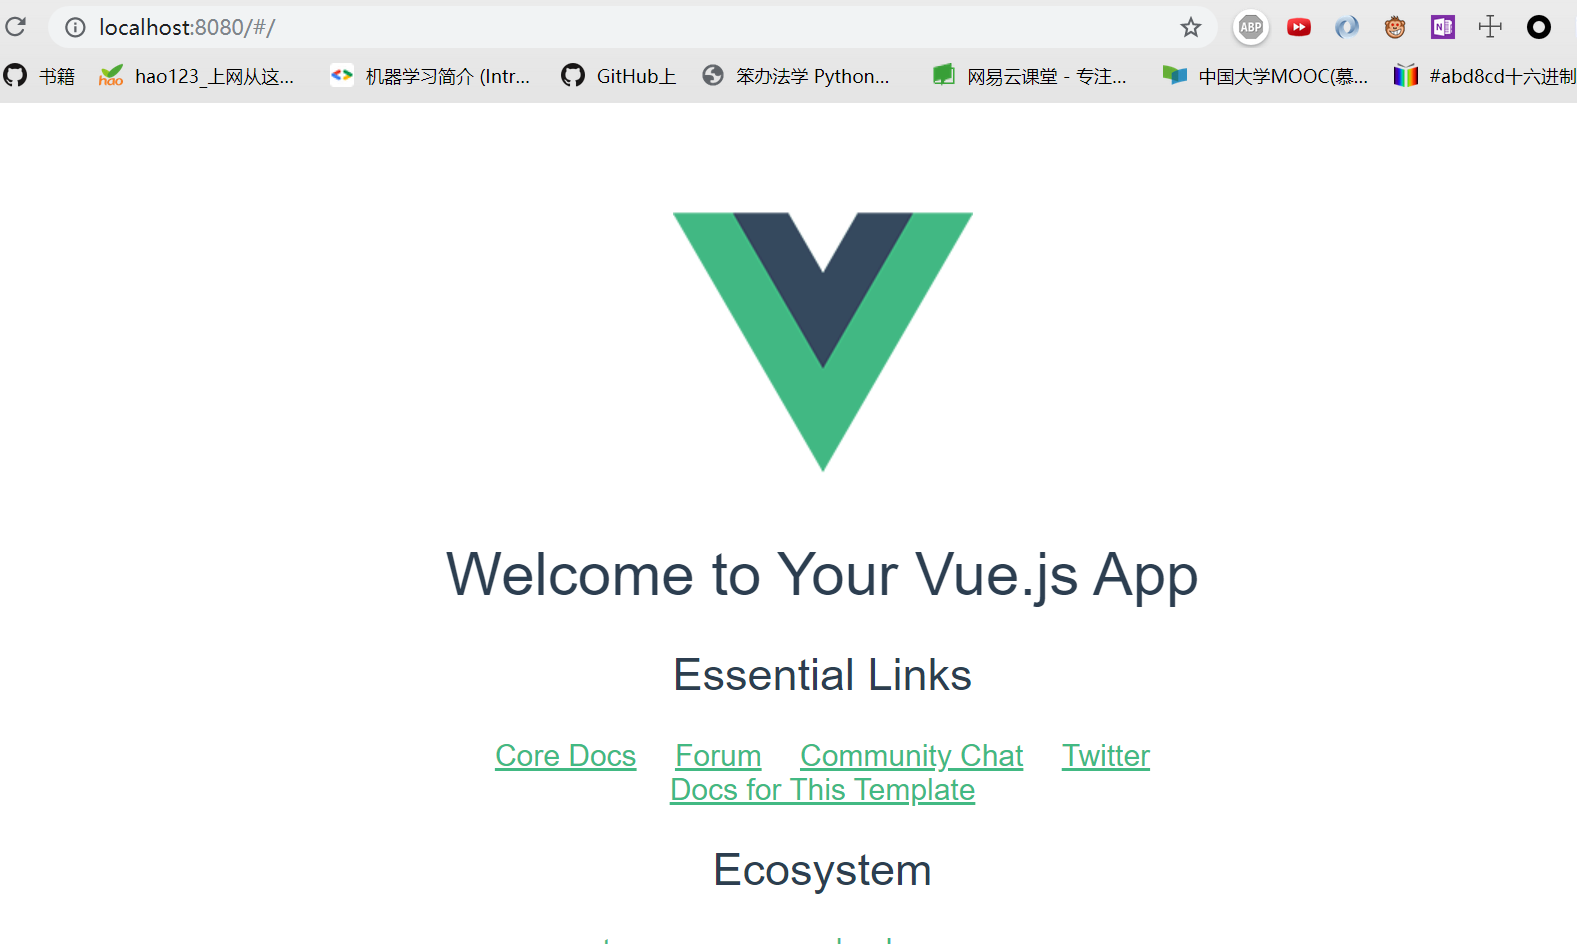 localhost:8080/#/
ABP
N
书籍 hao hao123_上网从这... 机器学习简介 (Intr... GitHub上 笨办法学 Python... 网易云课堂 - 专注... 中国大学MOOC(慕... #abd8cd十六进制
Welcome to Your Vue.js App
Essential Links
Core Docs Forum Community Chat Twitter
Docs for This Template
Ecosystem